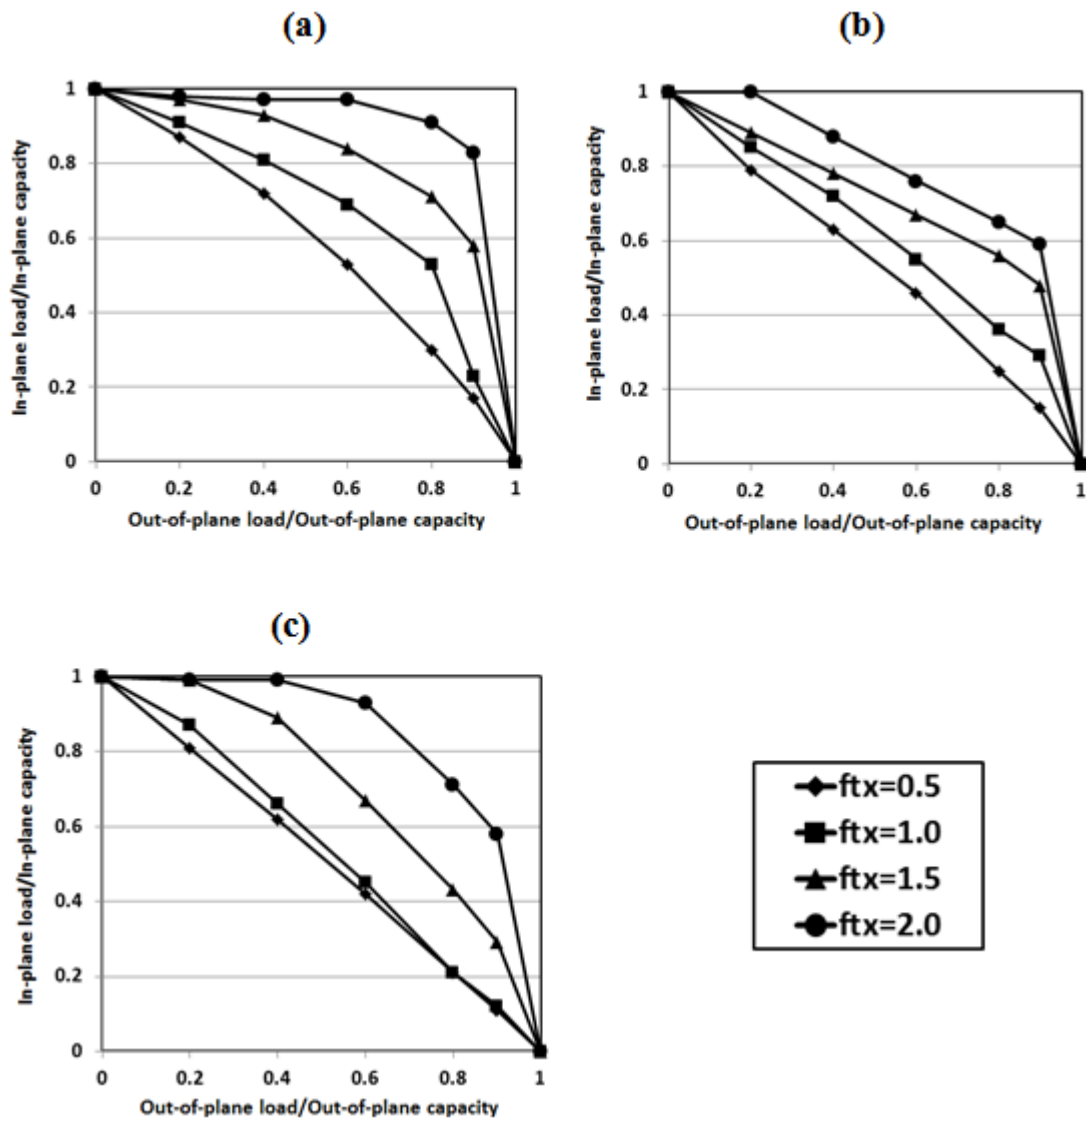 (a)
In-plane load/In-plane capacity
1
0.8
0.6
0.4
0.2
0
0 0.2 0.4 0.6 0.8 1
Out-of-plane load/Out-of-plane capacity
(b)
In-plane load/In-plane capacity
1
0.8
0.6
0.4
0.2
0
0 0.2 0.4 0.6 0.8 1
Out-of-plane load/Out-of-plane capacity
(c)
In-plane load/In-plane capacity
1
0.8
0.6
0.4
0.2
0
0 0.2 0.4 0.6 0.8 1
Out-of-plane load/Out-of-plane capacity
ftx=0.5
ftx=1.0
ftx=1.5
ftx=2.0